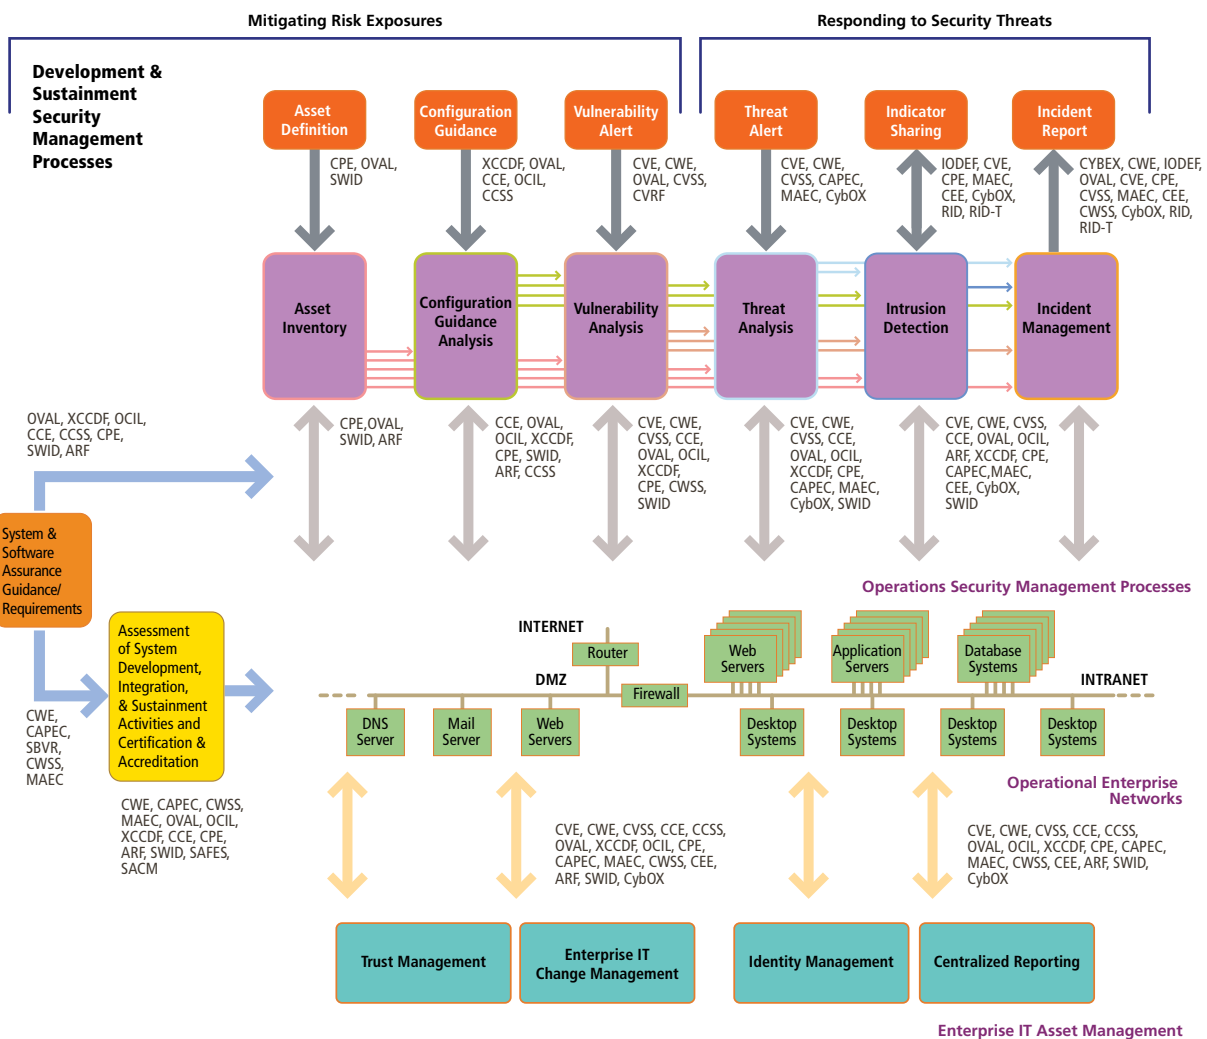 Mitigating Risk Exposures
Responding to Security Threats
Development &
Sustainment
Security
Management
Processes
Asset
Definition
Configuration
Guidance
Vulnerability
Alert
Threat
Alert
Indicator
Sharing
Incident
Report
CPE, OVAL,
SWID
XCCDF, OVAL,
CCE, OCIL,
CCSS
CVE, CWE,
OVAL, CVSS,
CVRF
CVE, CWE,
CVSS, CAPEC,
MAEC, CybOX
IODEF, CVE,
CPE, MAEC,
CEE, CybOX,
RID, RID-T
CYBEX, CWE, IODEF,
OVAL, CVE, CPE,
CVSS, MAEC, CEE,
CWSS, CybOX, RID,
RID-T
Asset
Inventory
Configuration
Guidance
Analysis
Vulnerability
Analysis
Threat
Analysis
Intrusion
Detection
Incident
Management
OVAL, XCCDF, OCIL,
CCE, CCSS, CPE,
SWID, ARF
CPE,OVAL,
SWID, ARF
CCE, OVAL,
OCIL, XCCDF,
CPE, SWID,
ARF, CCSS
CVE, CWE,
CVSS, CCE,
OVAL, OCIL,
XCCDF,
CPE, CWSS,
SWID
CVE, CWE,
CVSS, CCE,
OVAL, OCIL,
XCCDF, CPE,
CAPEC, MAEC,
CybOX, SWID
CVE, CWE, CVSS,
CCE, OVAL, OCIL,
ARF, XCCDF, CPE,
CAPEC,MAEC,
CEE, CybOX,
SWID
System &
Software
Assurance
Guidance/
Requirements
Operations Security Management Processes
Assessment
of System
Development,
Integration,
& Sustainment
Activities and
Certification &
Accreditation
CWE,
CAPEC,
SBVR,
CWSS,
MAEC
CWE, CAPEC, CWSS,
MAEC, OVAL, OCIL,
XCCDF, CCE, CPE,
ARF, SWID, SAFES,
SACM
INTERNET
Router
DMZ
Firewall
Web
Servers
Application
Servers
Database
Systems
INTRANET
DNS
Server
Mail
Server
Web
Servers
Desktop
Systems
Desktop
Systems
Desktop
Systems
Desktop
Systems
Operational Enterprise
Networks
CVE, CWE, CVSS, CCE, CCSS,
OVAL, XCCDF, OCIL, CPE,
CAPEC, MAEC, CWSS, CEE,
ARF, SWID, CybOX
CVE, CWE, CVSS, CCE, CCSS,
OVAL, OCIL, XCCDF, CPE, CAPEC,
MAEC, CWSS, CEE, ARF, SWID,
CybOX
Trust Management
Enterprise IT
Change Management
Identity Management
Centralized Reporting
Enterprise IT Asset Management